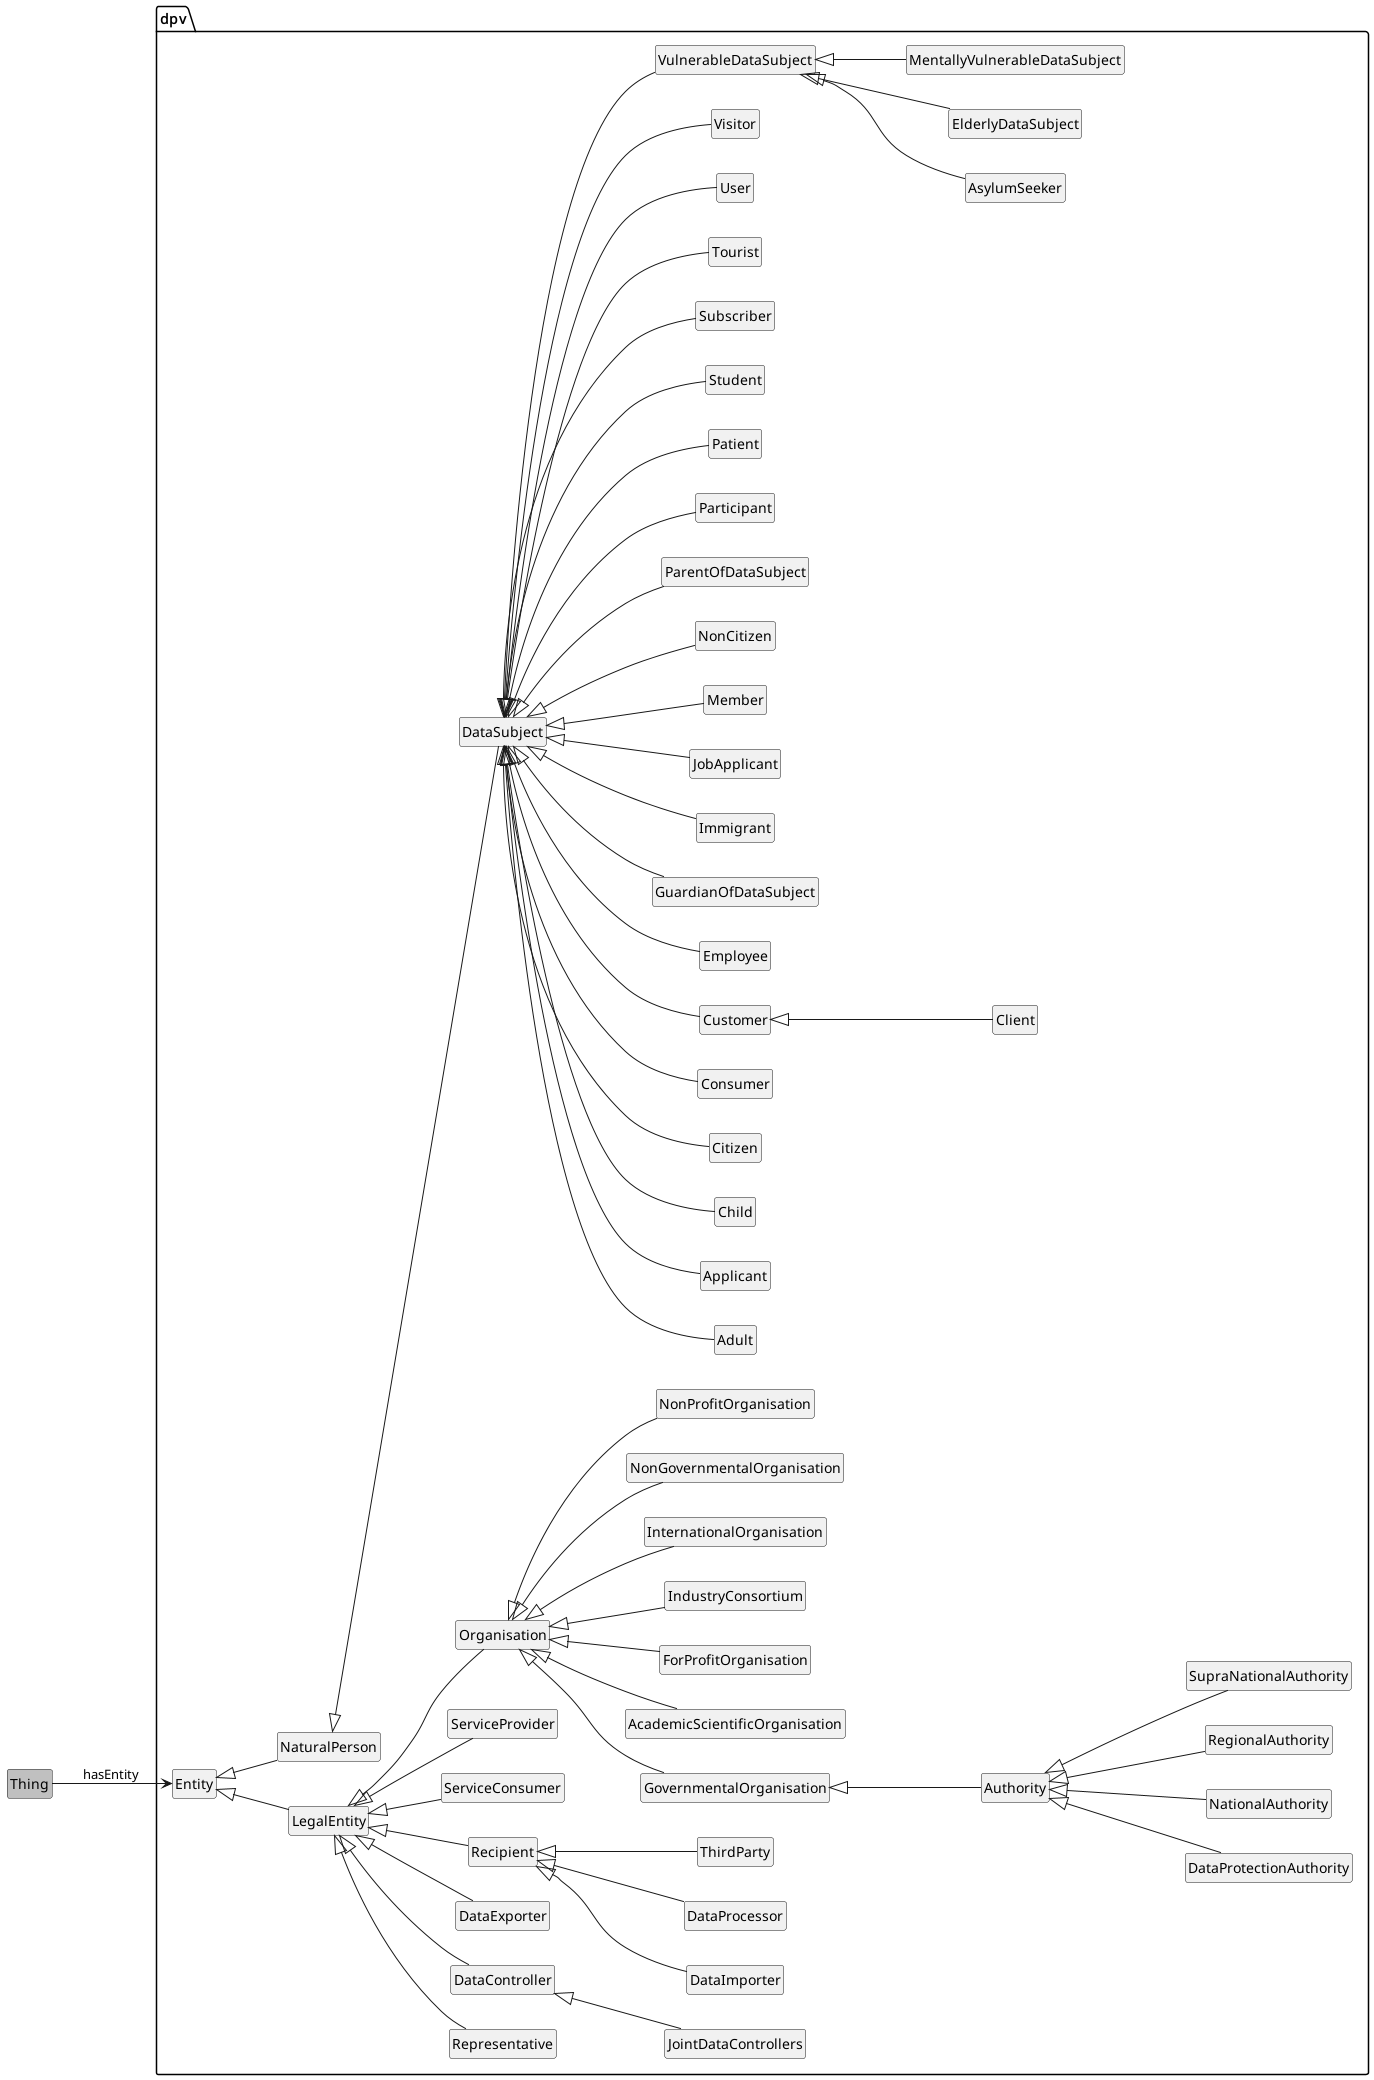 dpv
VulnerableDataSubject
MentallyVulnerableDataSubject
Visitor
ElderlyDataSubject
User
AsylumSeeker
Tourist
Subscriber
Student
Patient
Participant
ParentOfDataSubject
NonCitizen
Member
DataSubject
JobApplicant
Immigrant
GuardianOfDataSubject
Employee
Customer
Client
Consumer
Citizen
Child
Applicant
Adult
NonProfitOrganisation
NonGovernmentalOrganisation
InternationalOrganisation
IndustryConsortium
Organisation
ForProfitOrganisation
SupraNationalAuthority
ServiceProvider
AcademicScientificOrganisation
RegionalAuthority
NaturalPerson
Thing
hasEntity
Entity
ServiceConsumer
GovernmentalOrganisation
Authority
NationalAuthority
LegalEntity
Recipient
ThirdParty
DataProtectionAuthority
DataExporter
DataProcessor
DataController
DataImporter
Representative
JointDataControllers